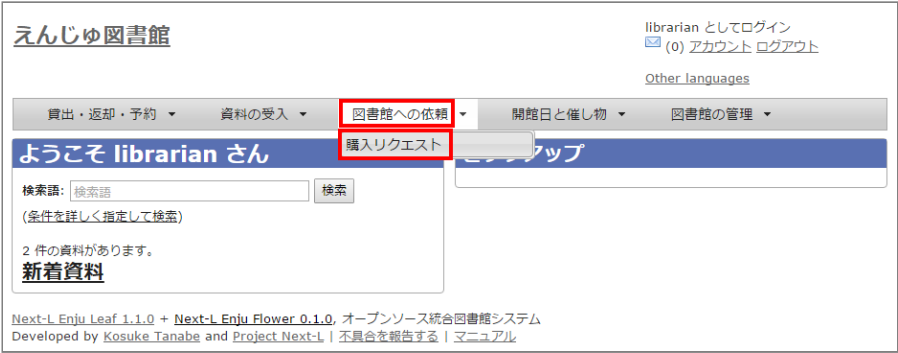 えんじゅ図書館
librarian としてログイン
(0) アカウント ログアウト
Other languages
貸出・返却・予約 ▼ 資料の受入 ▼ 図書館への依頼 ▼ 開館日と催し物 ▼ 図書館の管理 ▼
購入リクエスト
ようこそ librarian さん
クアップ
検索語: 検索語 検索
(条件を詳しく指定して検索)
2 件の資料があります。
新着資料
Next-L Enju Leaf 1.1.0 + Next-L Enju Flower 0.1.0, オープンソース統合図書館システム
Developed by Kosuke Tanabe and Project Next-L | 不具合を報告する | マニュアル